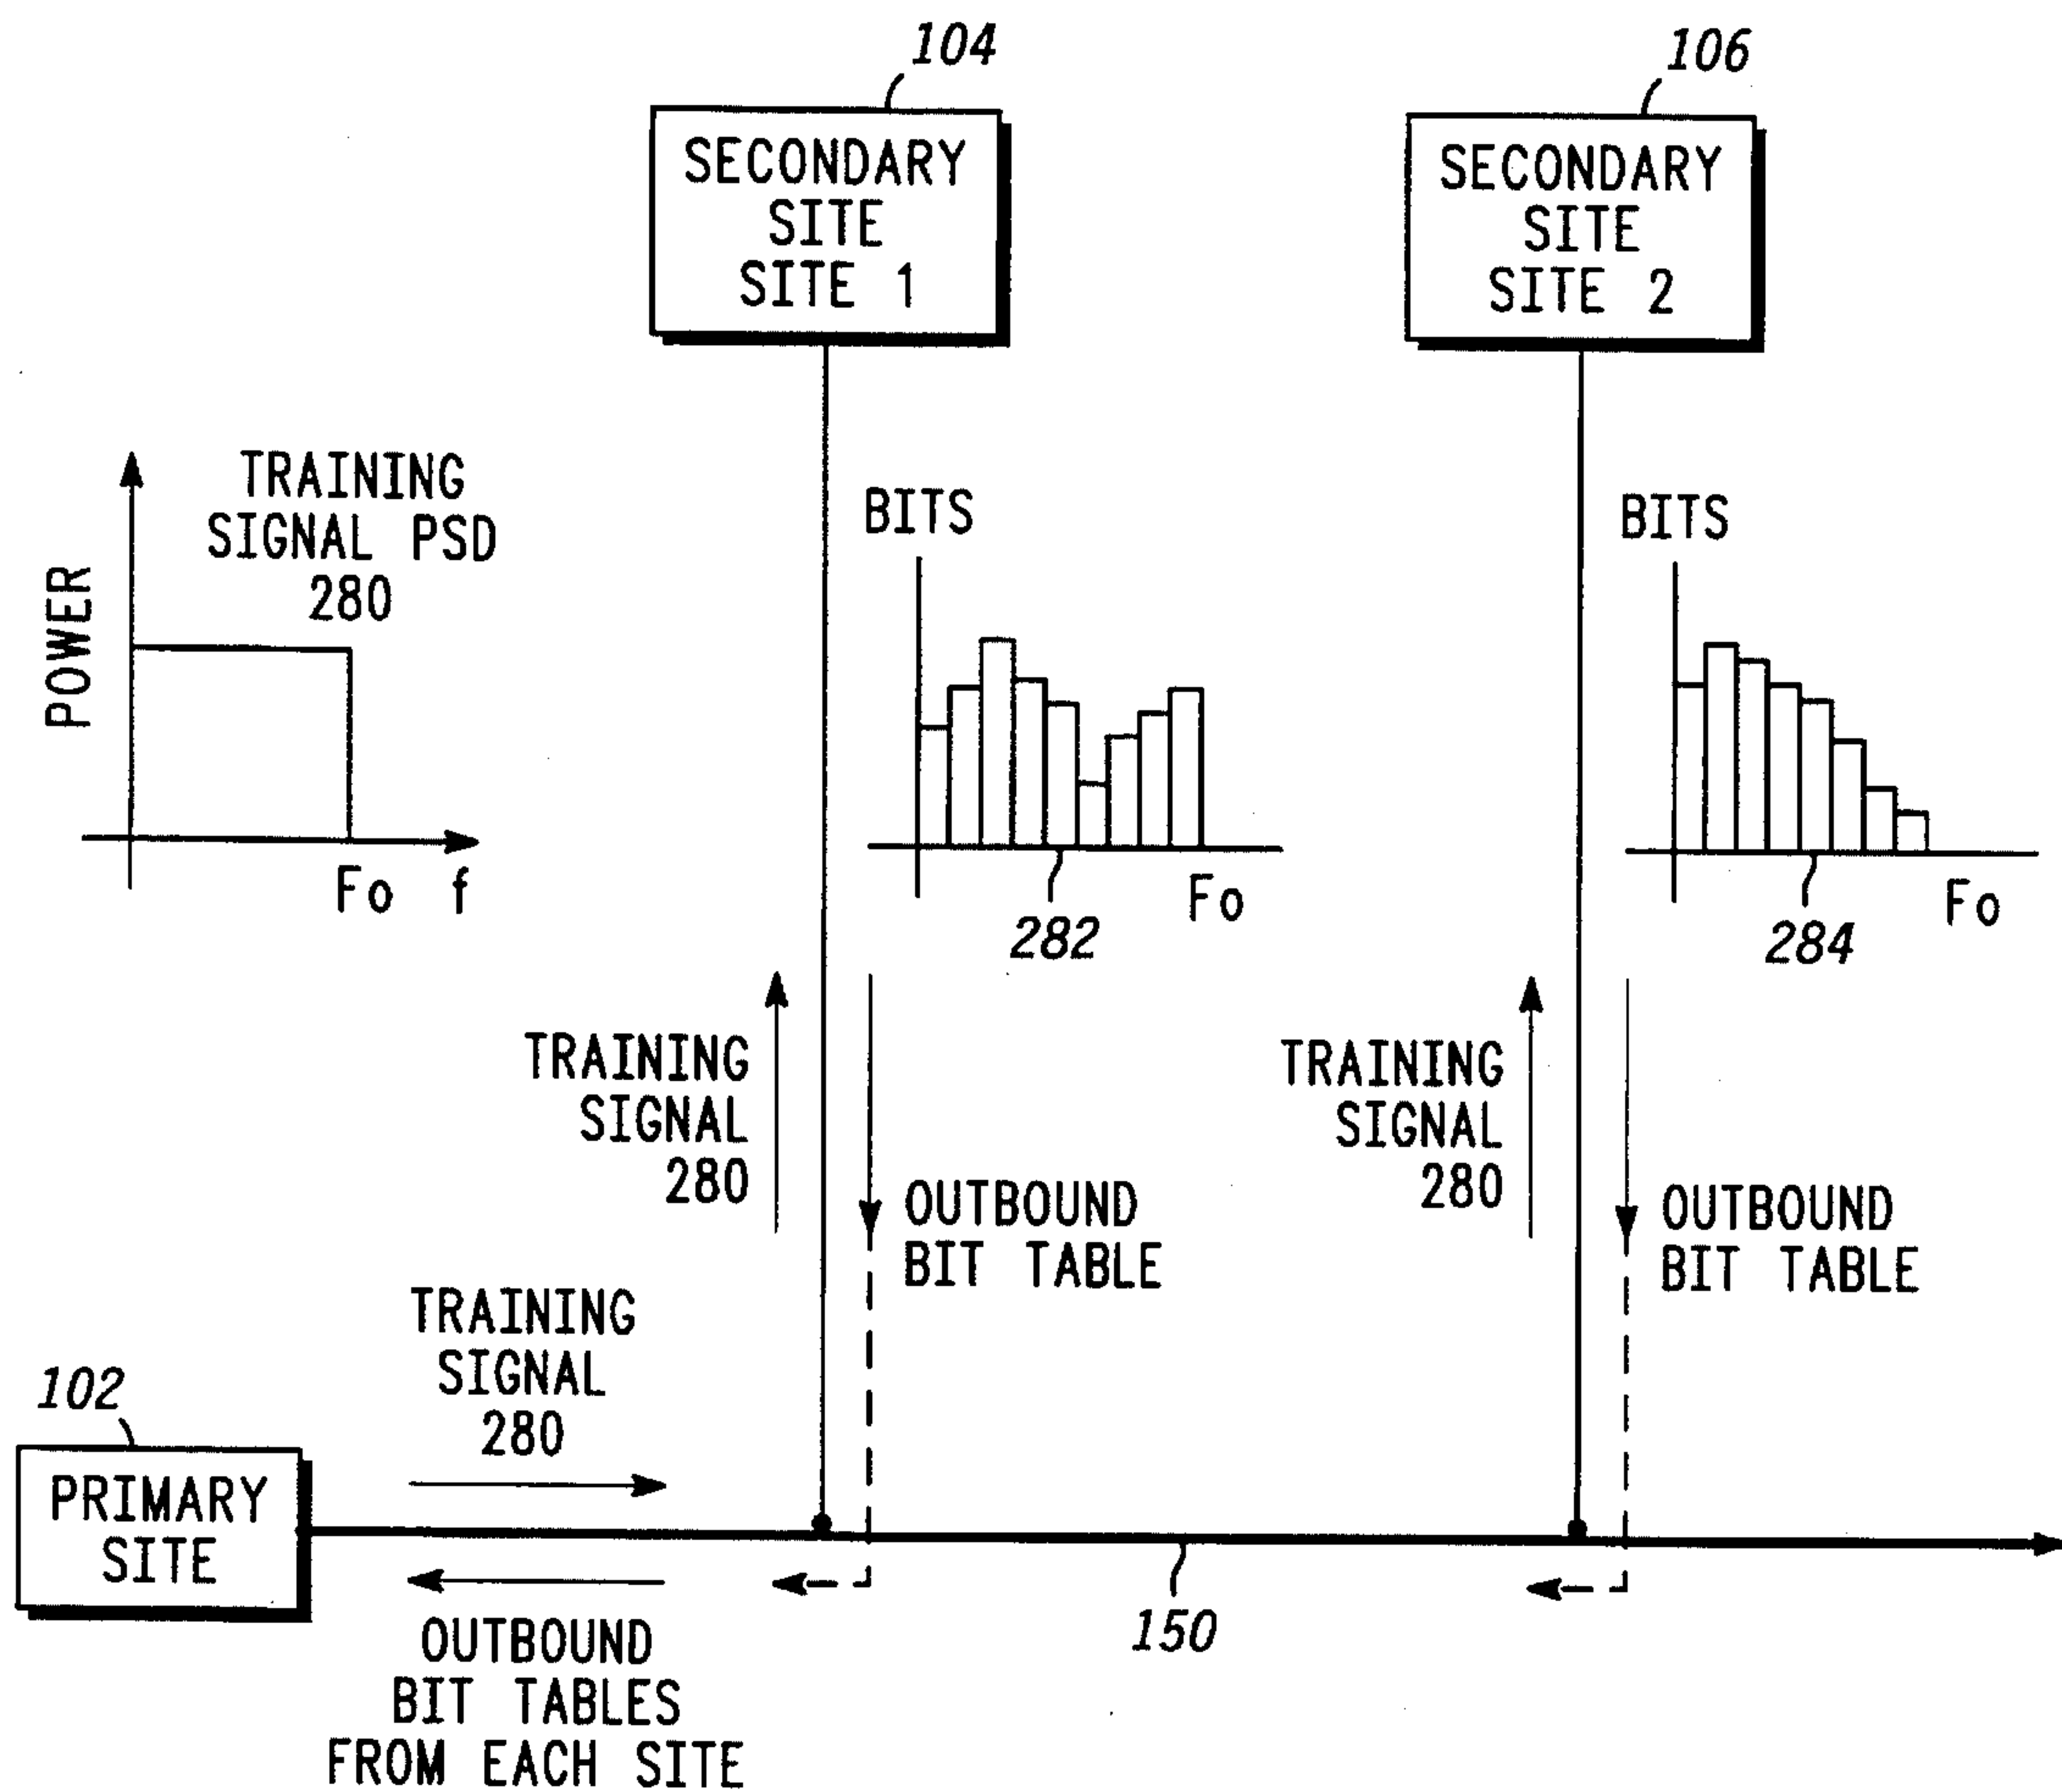 104
106
SECONDARY
SITE
SITE 1
SECONDARY
SITE
SITE 2
TRAINING
SIGNAL PSD
280
POWER
Fo f
BITS
Fo
282
BITS
Fo
284
TRAINING
SIGNAL
280
OUTBOUND
BIT TABLE
TRAINING
SIGNAL
280
OUTBOUND
BIT TABLE
TRAINING
SIGNAL
280
102
PRIMARY
SITE
150
OUTBOUND
BIT TABLES
FROM EACH SITE